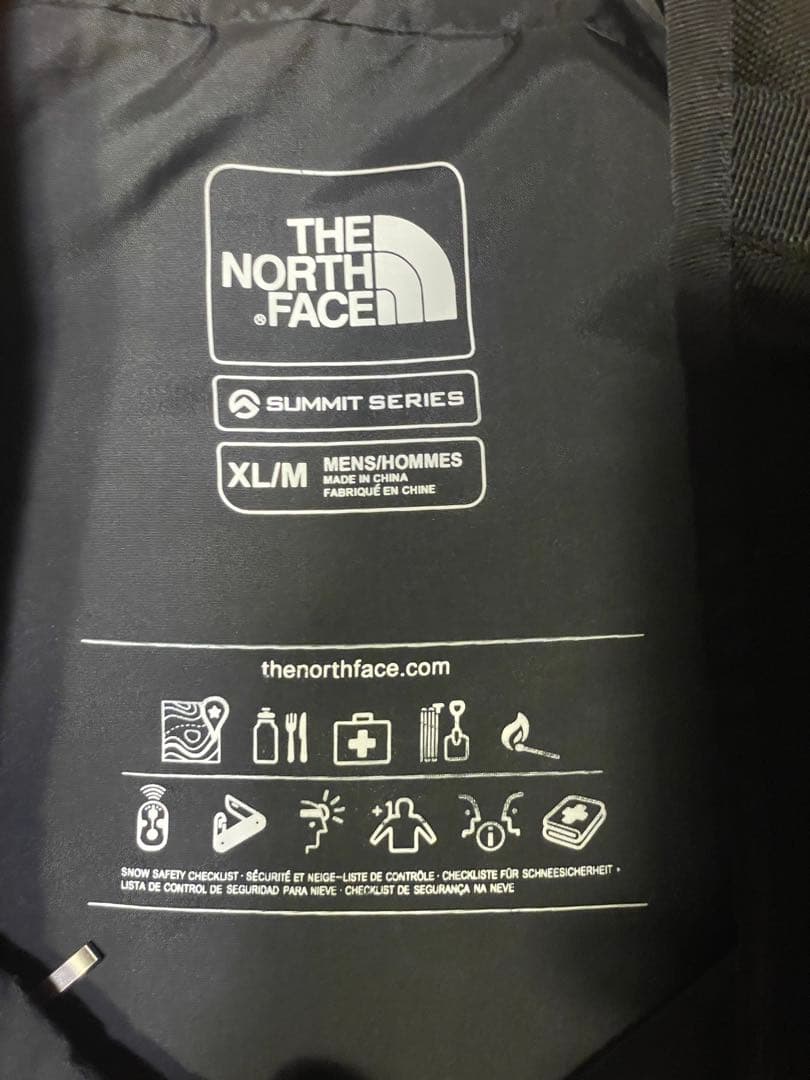 THE
NORTH
®FACE
SUMMIT SERIES
XL/M
MENS/HOMMES
MADE IN CHINA
FABRIQUÉ EN CHINE
thenorthface.com
+1
i
SNOW SAFETY CHECKLIST · SÉCURITÉ ET NEIGE–LISTE DE CONTRÔLE · CHECKLISTE FÜR SCHNEESICHERHEIT ·
LISTA DE CONTROL DE SEGURIDAD PARA NIEVE · CHECKLIST DE SEGURANÇA NA NEVE